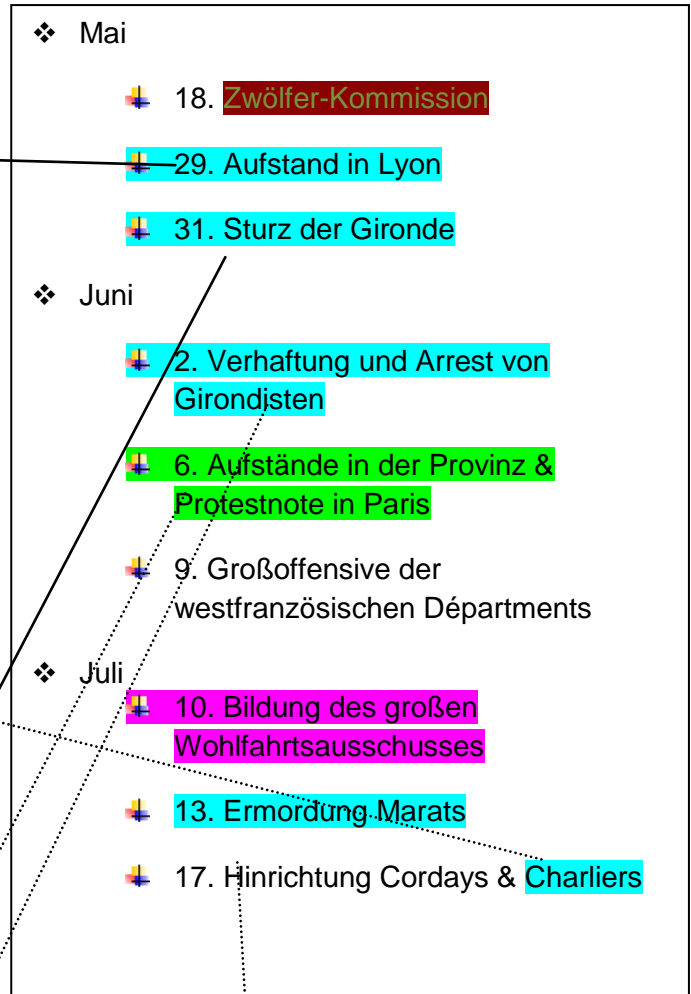 Mai
18. Zwölfer-Kommission
29. Aufstand in Lyon
31. Sturz der Gironde
Juni
2. Verhaftung und Arrest von
Girondisten
6. Aufstände in der Provinz &
Protestnote in Paris
9. Großoffensive der
westfranzösischen Départments
Juli
10. Bildung des großen
Wohlfahrtsausschusses
13. Ermordung Marats
17. Hinrichtung Cordays & Charliers